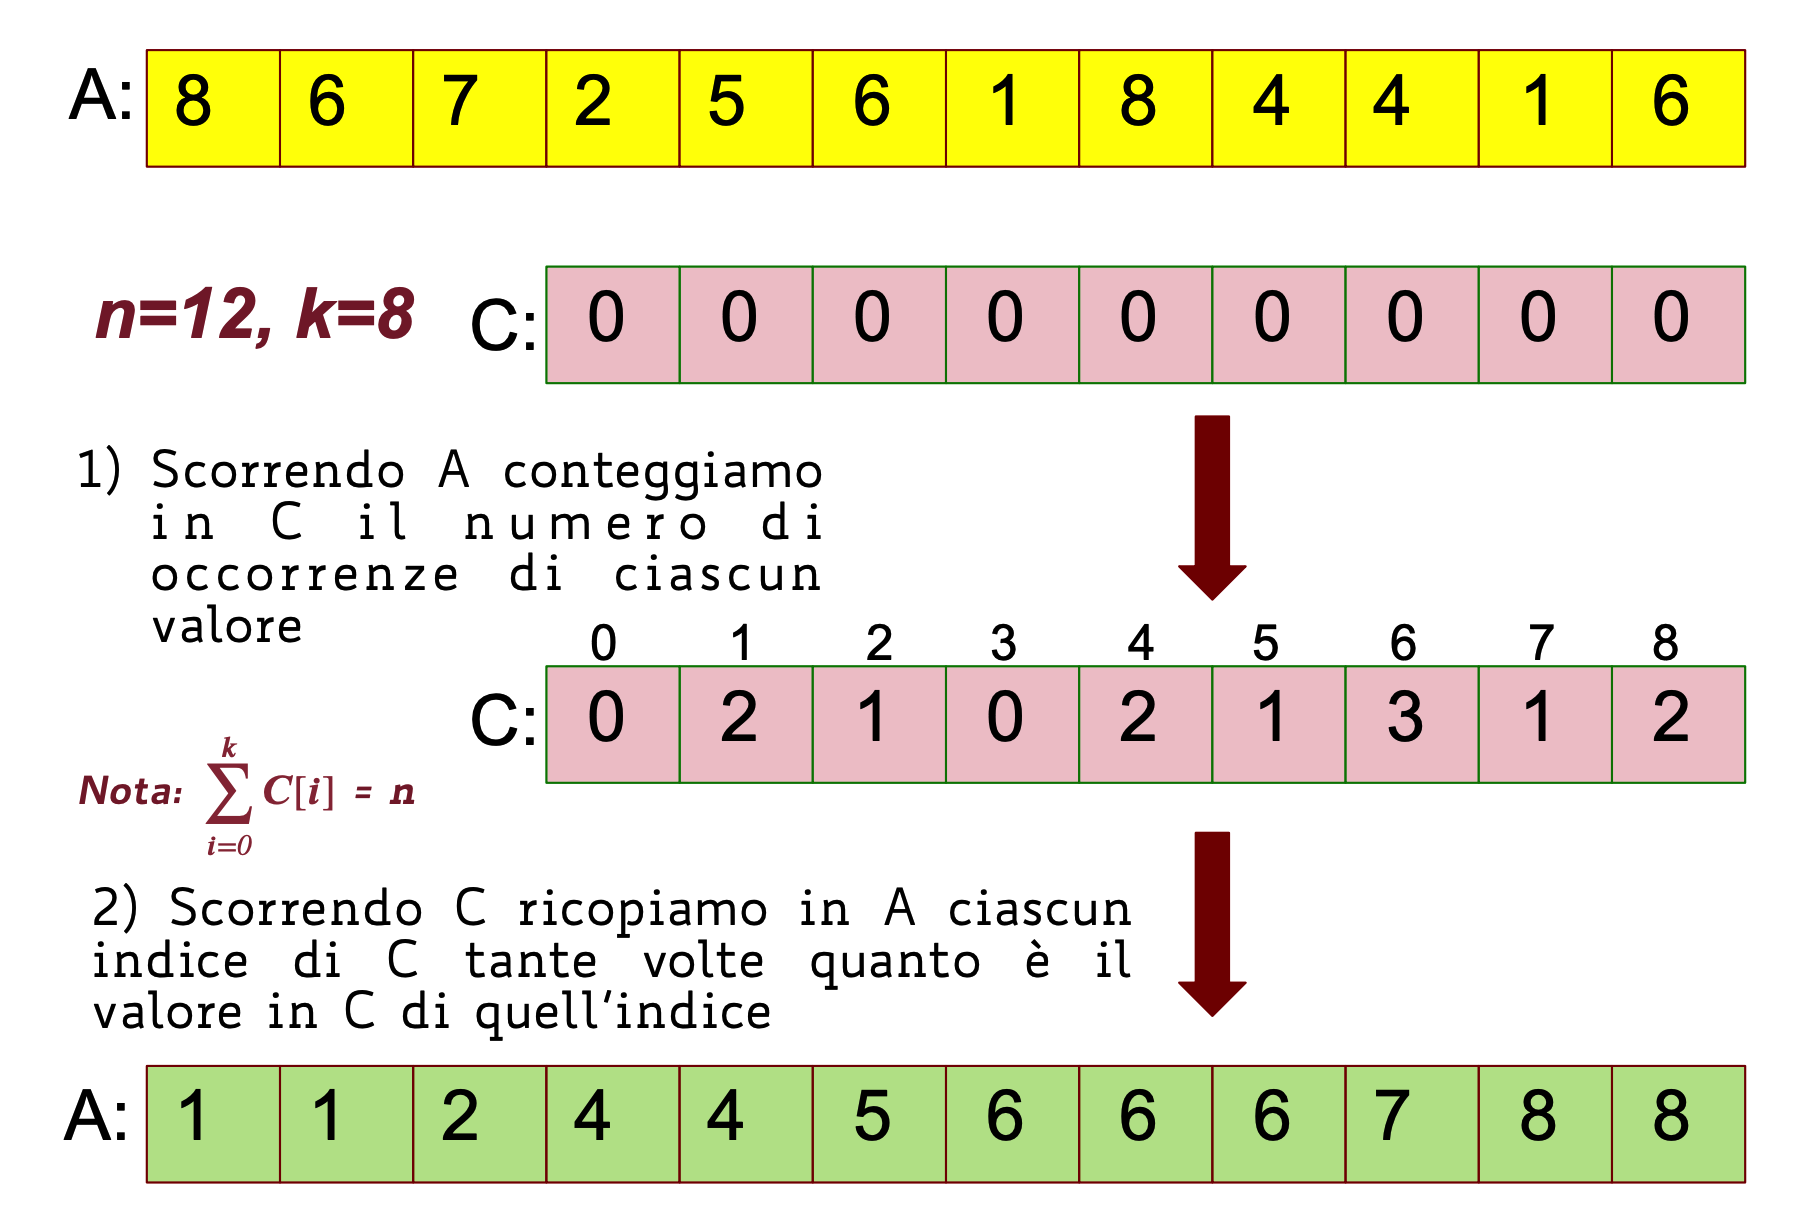 A: 8 6 7 2 5 6 1 8 4 4 1 6
n=12, k=8
C: 0 0 0 0 0 0 0 0 0
1) Scorrendo A conteggiamo
in C il numero di
occorrenze di ciascun
valore
0 1 2 3 4 5 6 7 8
C: 0 2 1 0 2 1 3 1 2
Nota: \sum_{i=0}^{k} C[i] = n
2) Scorrendo C ricopiamo in A ciascun
indice di C tante volte quanto è il
valore in C di quell'indice
A: 1 1 2 4 4 5 6 6 6 7 8 8